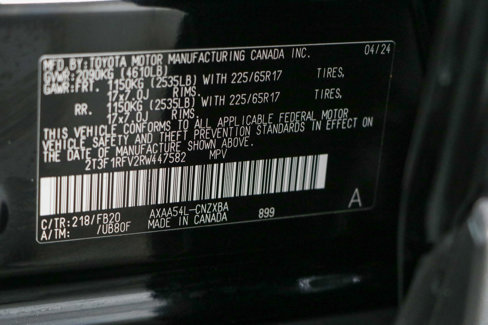 MFD.BY:TOYOTA MOTOR MANUFACTURING CANADA INC. 04/24
GVWR:2090KG (4610LB)
GAWR:FRT. 1150KG (2535LB) WITH 225/65R17 TIRES,
17x7.0J RIMS,
RR. 1150KG (2535LB) WITH 225/65R17 TIRES,
17x7.0J RIMS,
THIS VEHICLE CONFORMS TO ALL APPLICABLE FEDERAL MOTOR
VEHICLE SAFETY AND THEFT PREVENTION STANDARDS IN EFFECT ON
THE DATE OF MANUFACTURE SHOWN ABOVE.
2T3F1RFV2RW447582 MPV
C/TR:218/FB20 AXAA54L-CNZXBA
A/TM: /UB80F MADE IN CANADA 899 A